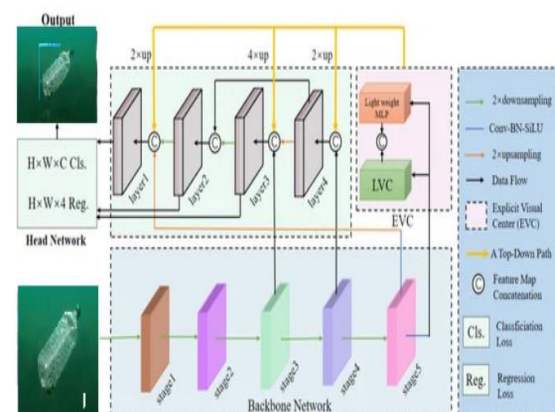 Output
2×up
4×up
2×up
layer1
layer2
layer3
layer4
C
C
C
C
Light weight
MLP
C
LVC
EVC
H×W×C Cls.
H×W×4 Reg.
Head Network
stage1
stage2
stage3
stage4
stage5
Backbone Network
2×downsampling
Conv-BN-SiLU
2×upsampling
Data Flow
Explicit Visual
Center (EVC)
A Top-Down Path
C
Feature Map
Concatenation
Cls.
Classfication
Loss
Reg.
Regression
Loss